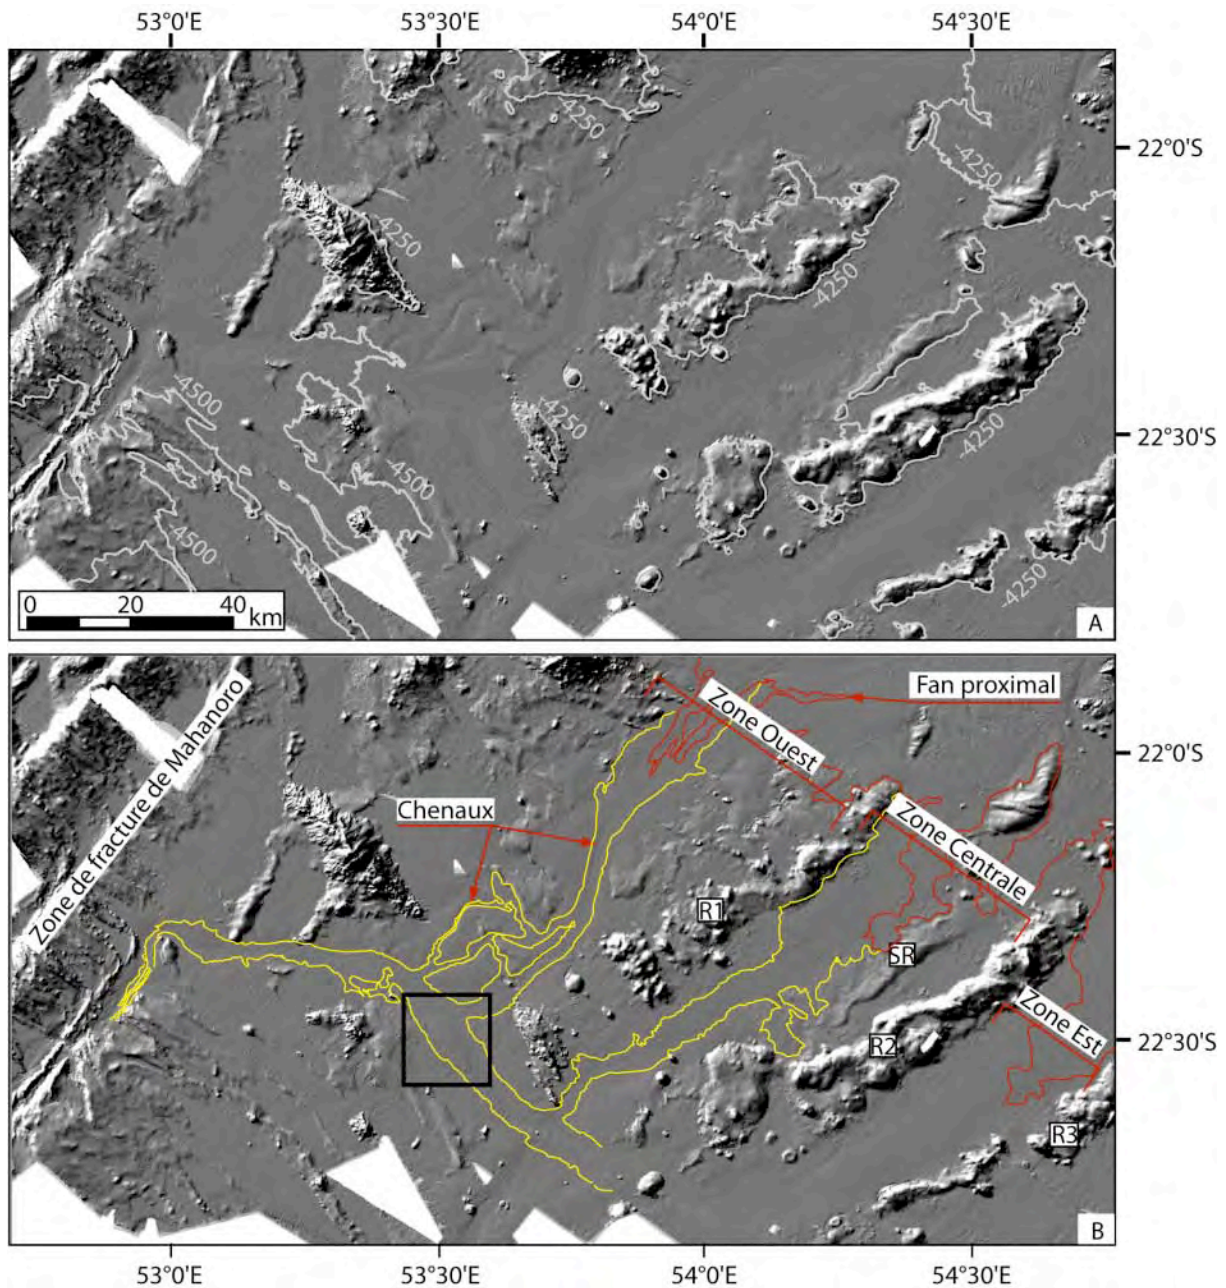 53°0'E 53°30'E 54°0'E 54°30'E
-4250
-4250
-4250
22°0'S
-4250
-4250
-4500
-4250
22°30'S
-4250
-4500
-4500
-4250
0 20 40
km
A
Fan proximal
Zone Ouest
Zone de fracture de Mahanoro
22°0'S
Chenaux
Zone Centrale
R1
SR
Zone Est
22°30'S
R2
R3
B
53°0'E 53°30'E 54°0'E 54°30'E